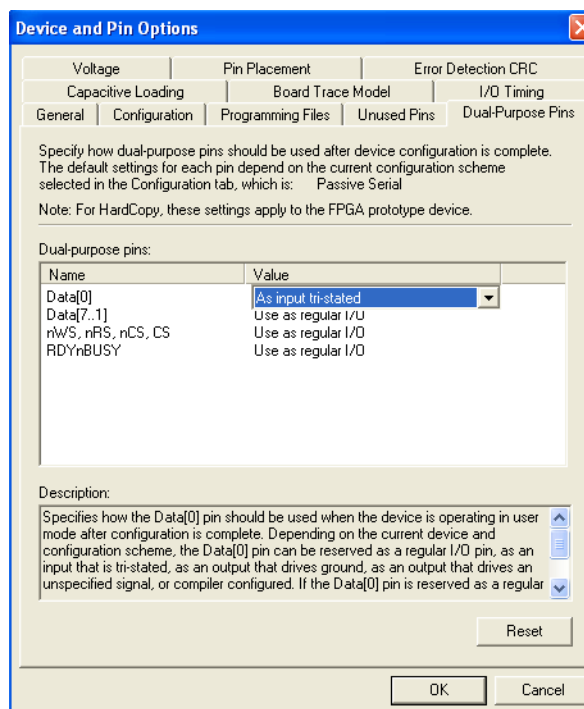 Device and Pin Options
Voltage
Pin Placement
Error Detection CRC
Capacitive Loading
Board Trace Model
I/O Timing
General
Configuration
Programming Files
Unused Pins
Dual-Purpose Pins
Specify how dual-purpose pins should be used after device configuration is complete.
The default settings for each pin depend on the current configuration scheme
selected in the Configuration tab, which is: Passive Serial
Note: For HardCopy, these settings apply to the FPGA prototype device.
Dual-purpose pins:
Name Value
Data[0] As input tri-stated
Data[7..1] Use as regular I/O
nWS, nRS, nCS, CS Use as regular I/O
RDYnBUSY Use as regular I/O
Description:
Specifies how the Data[0] pin should be used when the device is operating in user
mode after configuration is complete. Depending on the current device and
configuration scheme, the Data[0] pin can be reserved as a regular I/O pin, as an
input that is tri-stated, as an output that drives ground, as an output that drives an
unspecified signal, or compiler configured. If the Data[0] pin is reserved as a regular
Reset
OK
Cancel